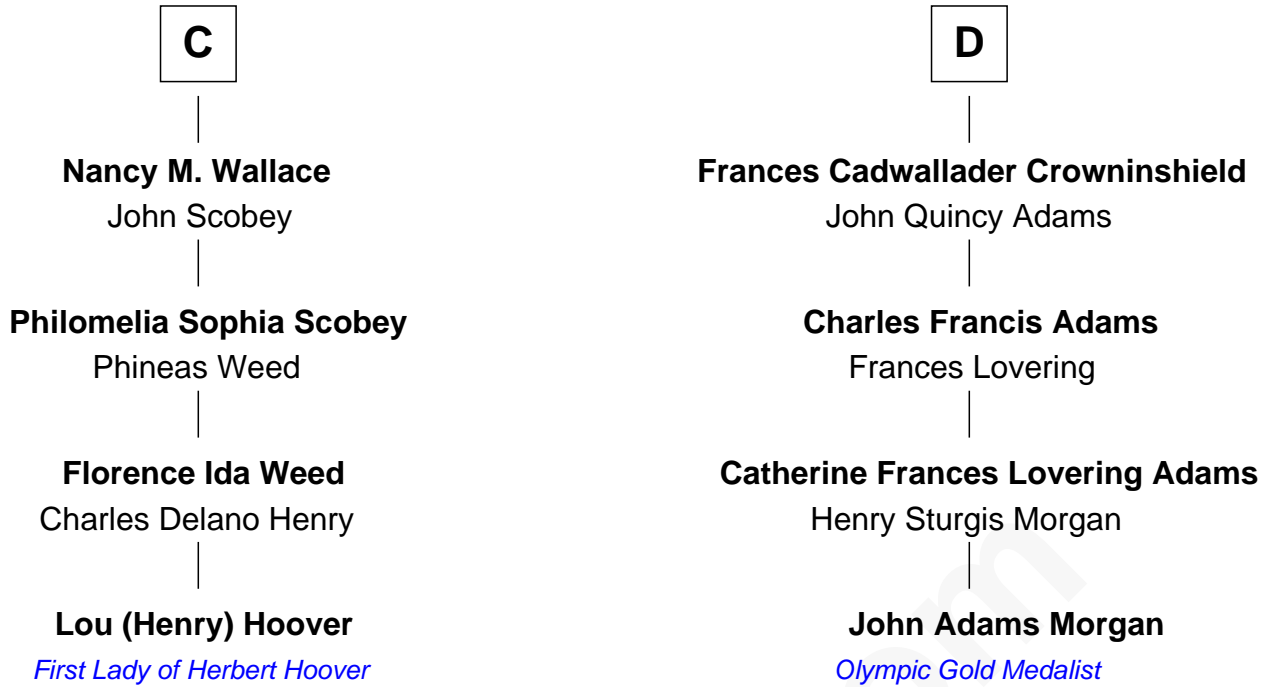 C
D
Nancy M. Wallace
Frances Cadwallader Crowninshield
John Scobey
John Quincy Adams
Philomelia Sophia Scobey
Charles Francis Adams
Phineas Weed
Frances Lovering
Florence Ida Weed
Catherine Frances Lovering Adams
Charles Delano Henry
Henry Sturgis Morgan
Lou (Henry) Hoover
John Adams Morgan
First Lady of Herbert Hoover
Olympic Gold Medalist